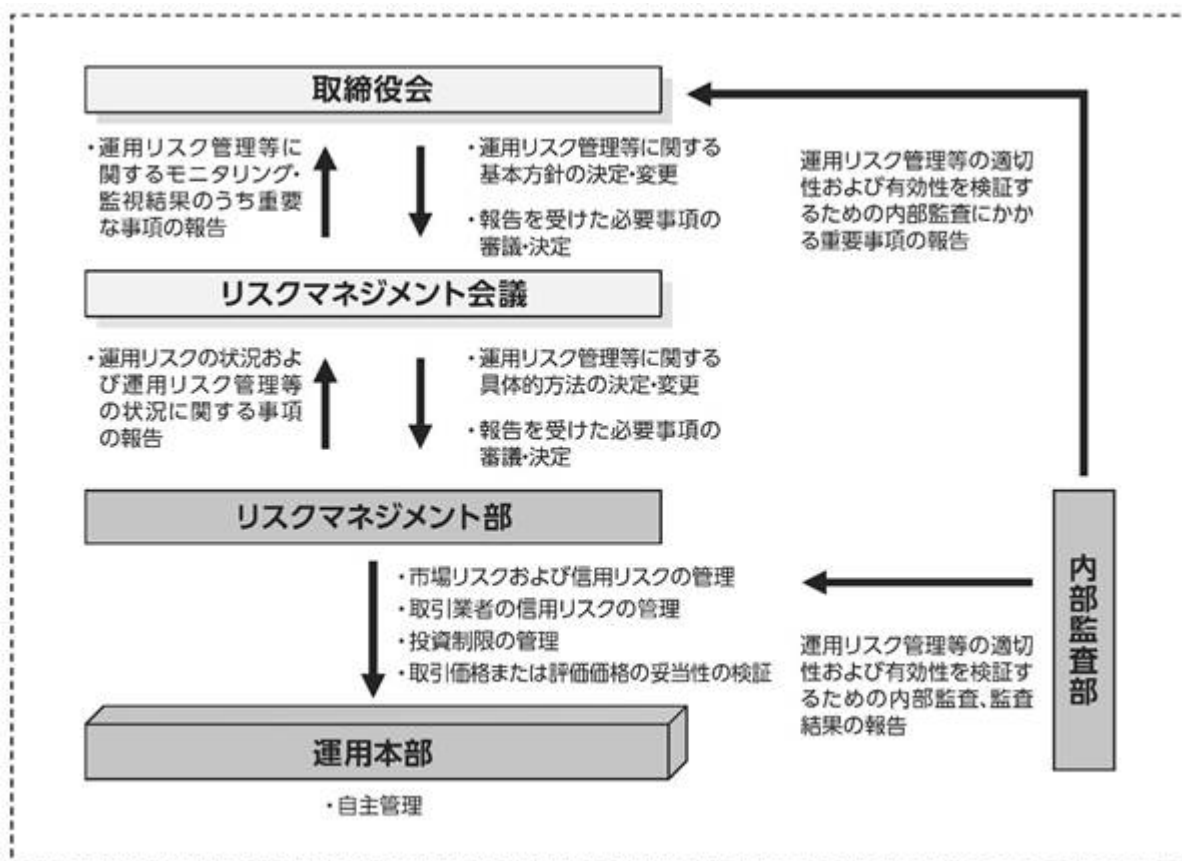 取締役会
・運用リスク管理等に
関するモニタリング・
監視結果のうち重要
な事項の報告
・運用リスク管理等に関する
基本方針の決定・変更
・報告を受けた必要事項の
審議・決定
運用リスク管理等の適切
性および有効性を検証す
るための内部監査にかか
る重要事項の報告
リスクマネジメント会議
・運用リスクの状況およ
び運用リスク管理等
の状況に関する事項
の報告
・運用リスク管理等に関する
具体的方法の決定・変更
・報告を受けた必要事項の
審議・決定
リスクマネジメント部
・市場リスクおよび信用リスクの管理
・取引業者の信用リスクの管理
・投資制限の管理
・取引価格または評価価格の妥当性の検証
運用リスク管理等の適切
性および有効性を検証す
るための内部監査、監査
結果の報告
内部監査部
運用本部
・自主管理